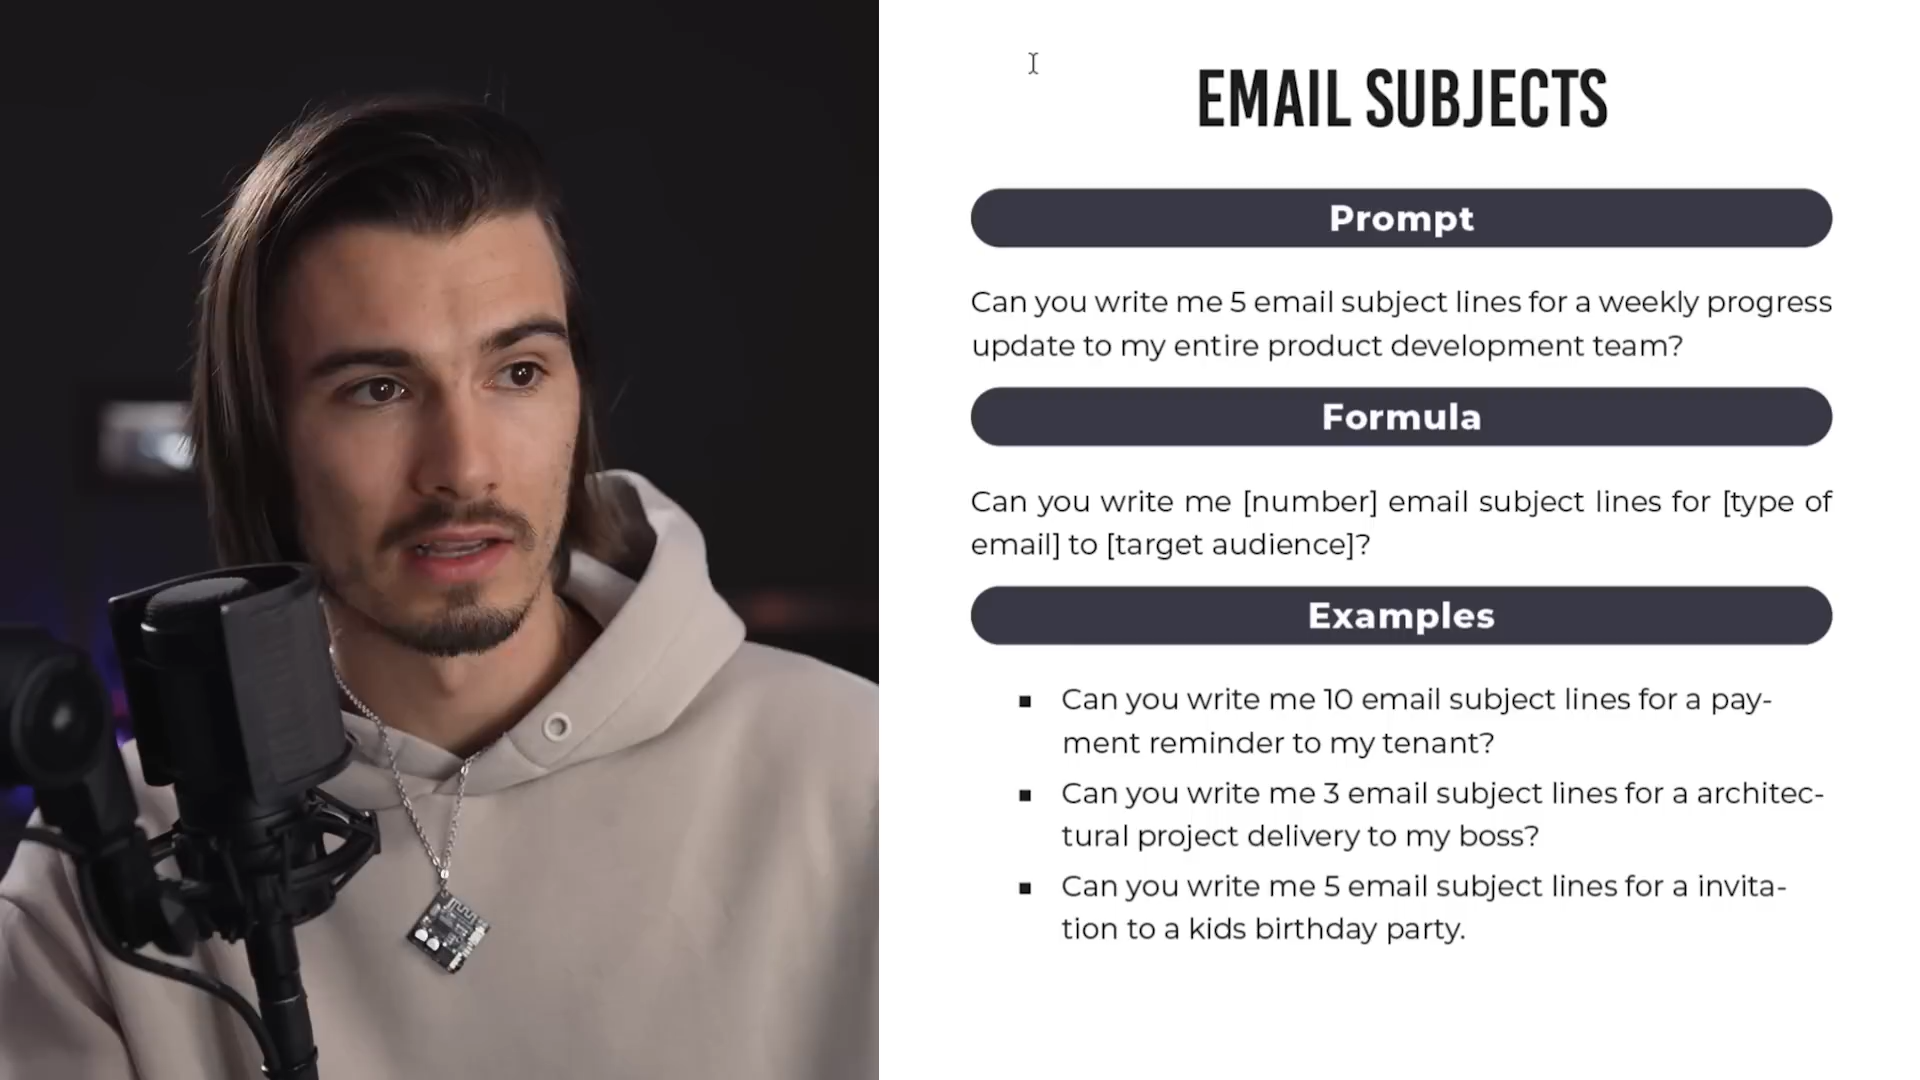 EMAIL SUBJECTS
Prompt
Can you write me 5 email subject lines for a weekly progress
update to my entire product development team?
Formula
Can you write me [number] email subject lines for [type of
email] to [target audience]?
Examples
▪ Can you write me 10 email subject lines for a pay-
ment reminder to my tenant?
▪ Can you write me 3 email subject lines for a architec-
tural project delivery to my boss?
▪ Can you write me 5 email subject lines for a invita-
tion to a kids birthday party.